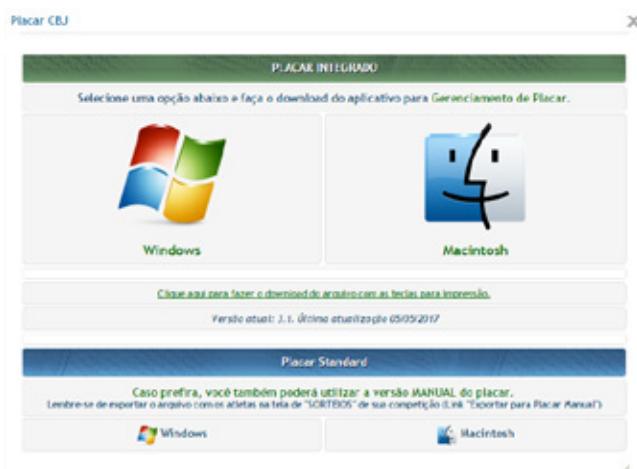 Placar CBJ
PLACAR INTEGRADO
Selecione uma opção abaixo e faça o download do aplicativo para Gerenciamento de Placar.
Windows
Macintosh
Clique aqui para fazer o download do arquivo com as teclas para impressão.
Versão atual: 3.1. Última atualização 05/05/2017
Placar Standard
Caso prefira, você também poderá utilizar a versão MANUAL do placar.
Lembre-se de exportar o arquivo com os atletas na tela de "SORTEIOS" de sua competição (Link "Exportar para Placar Manual")
Windows
Macintosh